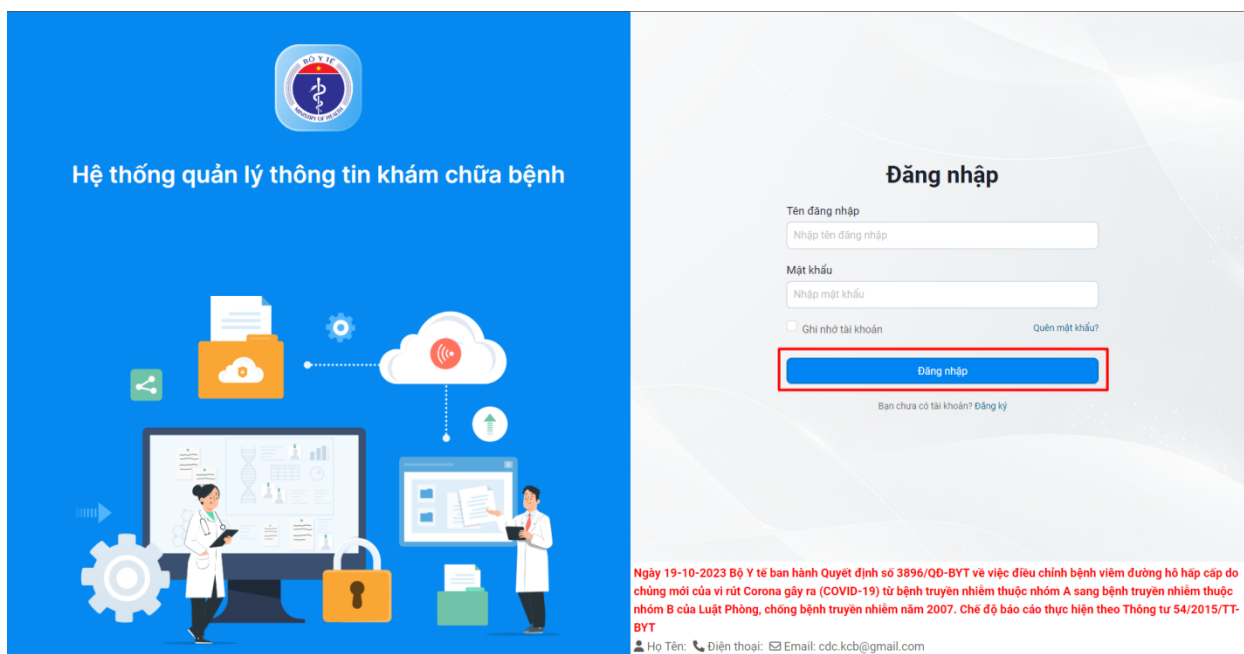 BỘ Y TẾ
MINISTRY OF HEALTH
Hệ thống quản lý thông tin khám chữa bệnh
Đăng nhập
Tên đăng nhập
Nhập tên đăng nhập
Mật khẩu
Nhập mật khẩu
Ghi nhớ tài khoản
Quên mật khẩu?
Đăng nhập
Bạn chưa có tài khoản? Đăng ký
Ngày 19-10-2023 Bộ Y tế ban hành Quyết định số 3896/QĐ-BYT về việc điều chỉnh bệnh viêm đường hô hấp cấp do
chủng mới của vi rút Corona gây ra (COVID-19) từ bệnh truyền nhiễm thuộc nhóm A sang bệnh truyền nhiễm thuộc
nhóm B của Luật Phòng, chống bệnh truyền nhiễm năm 2007. Chế độ báo cáo thực hiện theo Thông tư 54/2015/TT-
BYT
Họ Tên: Điện thoại: Email: cdc.kcb@gmail.com